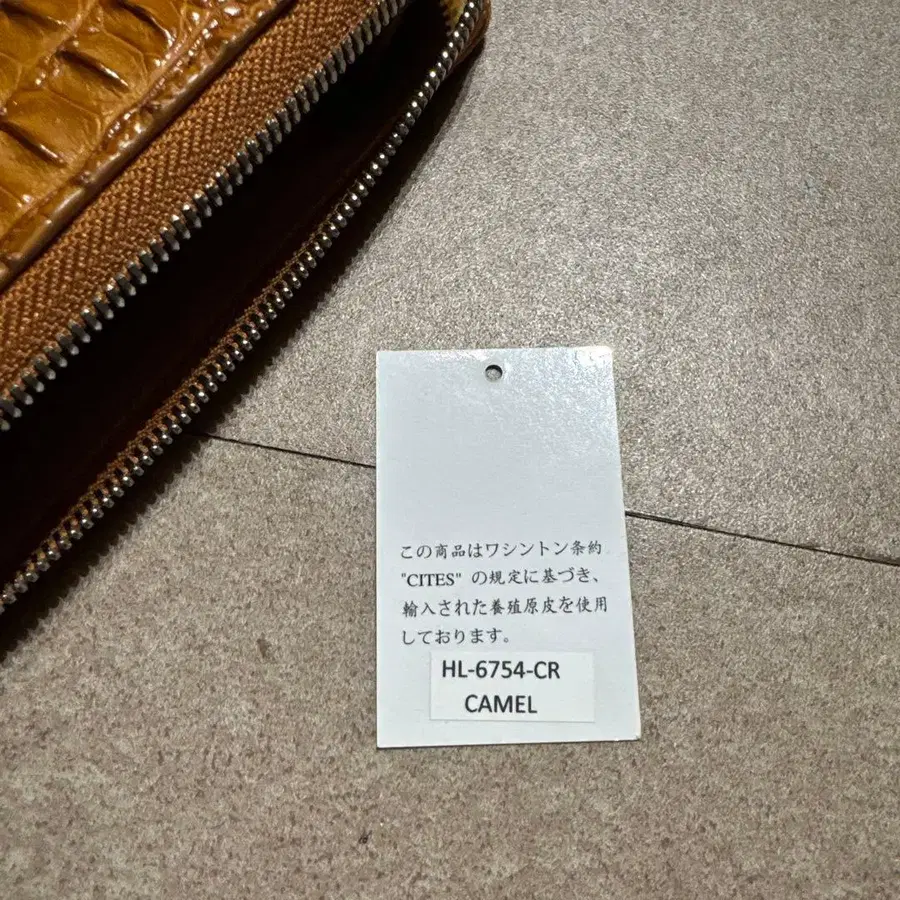 この商品はワシントン条約
"CITES" の規定に基づき、
輸入された養殖原皮を使用
しております。
HL-6754-CR
CAMEL